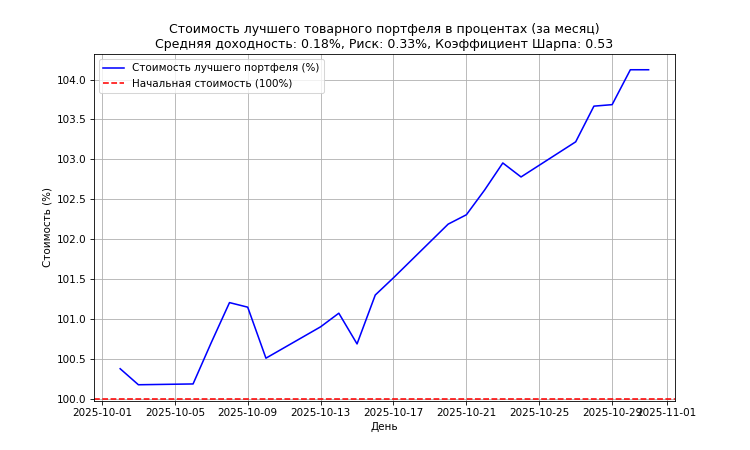 Стоимость лучшего товарного портфеля в процентах (за месяц)
Средняя доходность: 0.18%, Риск: 0.33%, Коэффициент Шарпа: 0.53
Стоимость лучшего портфеля (%)
Начальная стоимость (100%)
Стоимость (%)
104.0
103.5
103.0
102.5
102.0
101.5
101.0
100.5
100.0
2025-10-01 2025-10-05 2025-10-09 2025-10-13 2025-10-17 2025-10-21 2025-10-25 2025-10-29 2025-11-01
День